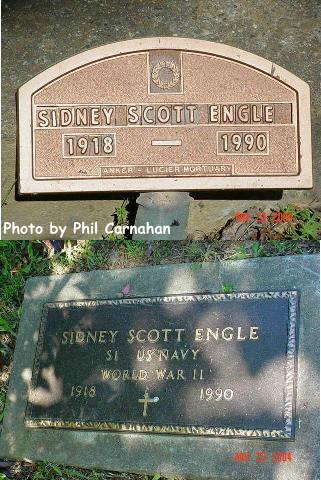 SIDNEY SCOTT ENGLE
1918 1990
ANKER - LUCIER MORTUARY
Photo by Phil Carnahan
SIDNEY SCOTT ENGLE
S1 US NAVY
WORLD WAR II
1918 1990